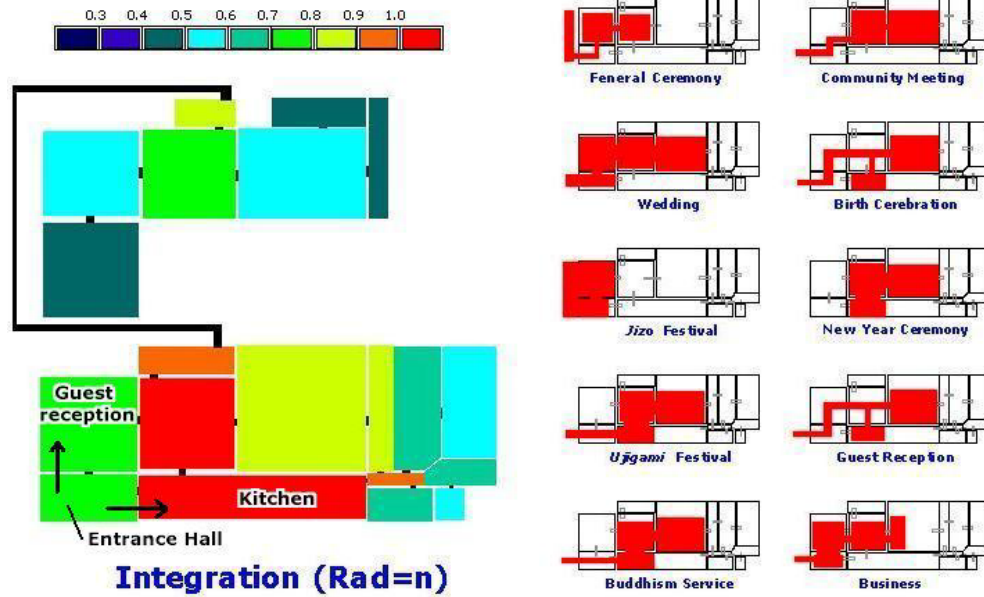 0.3 0.4 0.5 0.6 0.7 0.8 0.9 1.0
Guest
reception
Kitchen
Entrance Hall
Integration (Rad=n)
Feneral Ceremony
Community Meeting
Wedding
Birth Cerebration
Jizo Festival
New Year Ceremony
Ujigami Festival
Guest Reception
Buddhism Service
Business